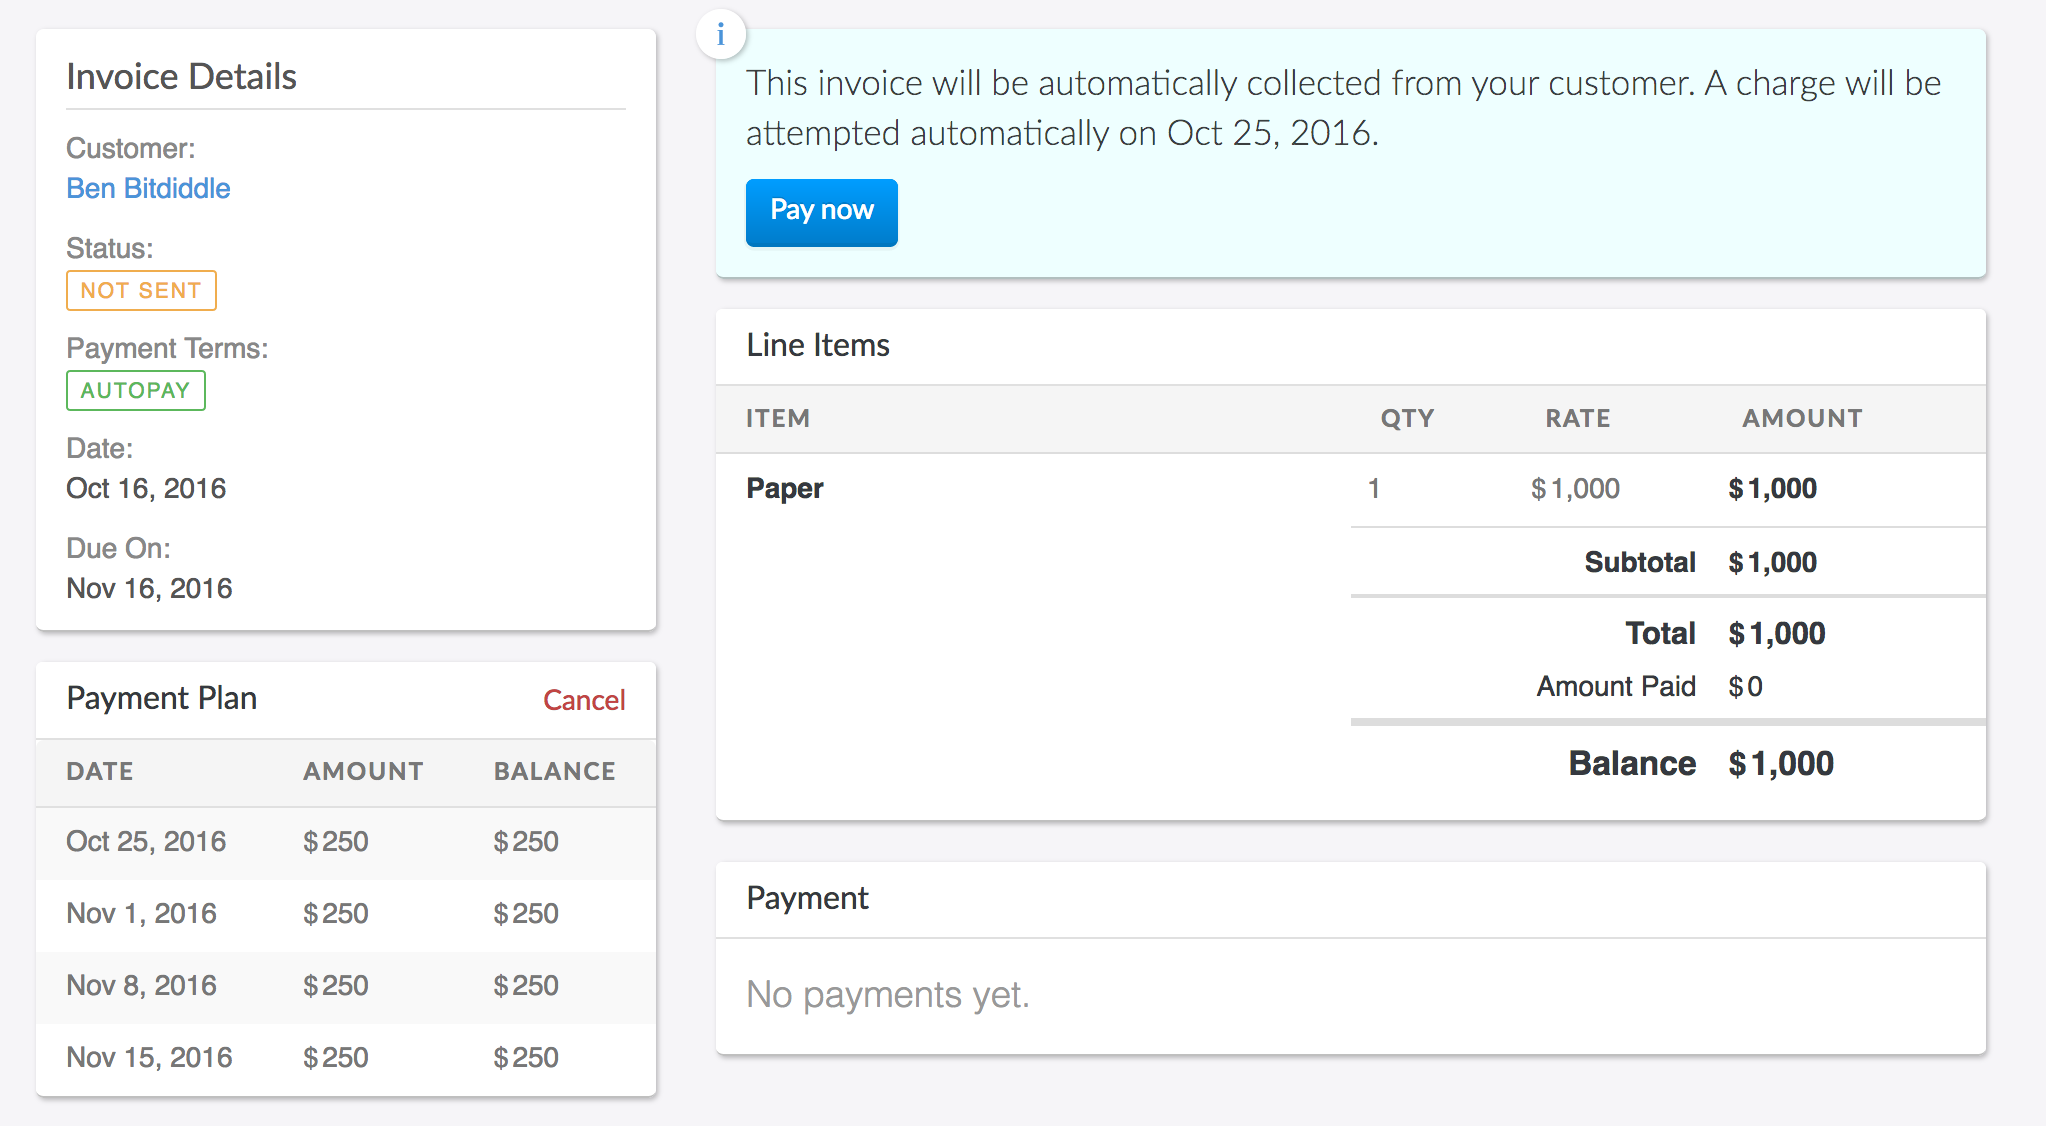 Invoice Details
Customer:
Ben Bitdiddle
Status:
NOT SENT
Payment Terms:
AUTOPAY
Date:
Oct 16, 2016
Due On:
Nov 16, 2016
Payment Plan Cancel
DATE AMOUNT BALANCE
Oct 25, 2016 $250 $250
Nov 1, 2016 $250 $250
Nov 8, 2016 $250 $250
Nov 15, 2016 $250 $250
i
This invoice will be automatically collected from your customer. A charge will be
attempted automatically on Oct 25, 2016.
Pay now
Line Items
ITEM QTY RATE AMOUNT
Paper 1 $1,000 $1,000
Subtotal $1,000
Total $1,000
Amount Paid $0
Balance $1,000
Payment
No payments yet.